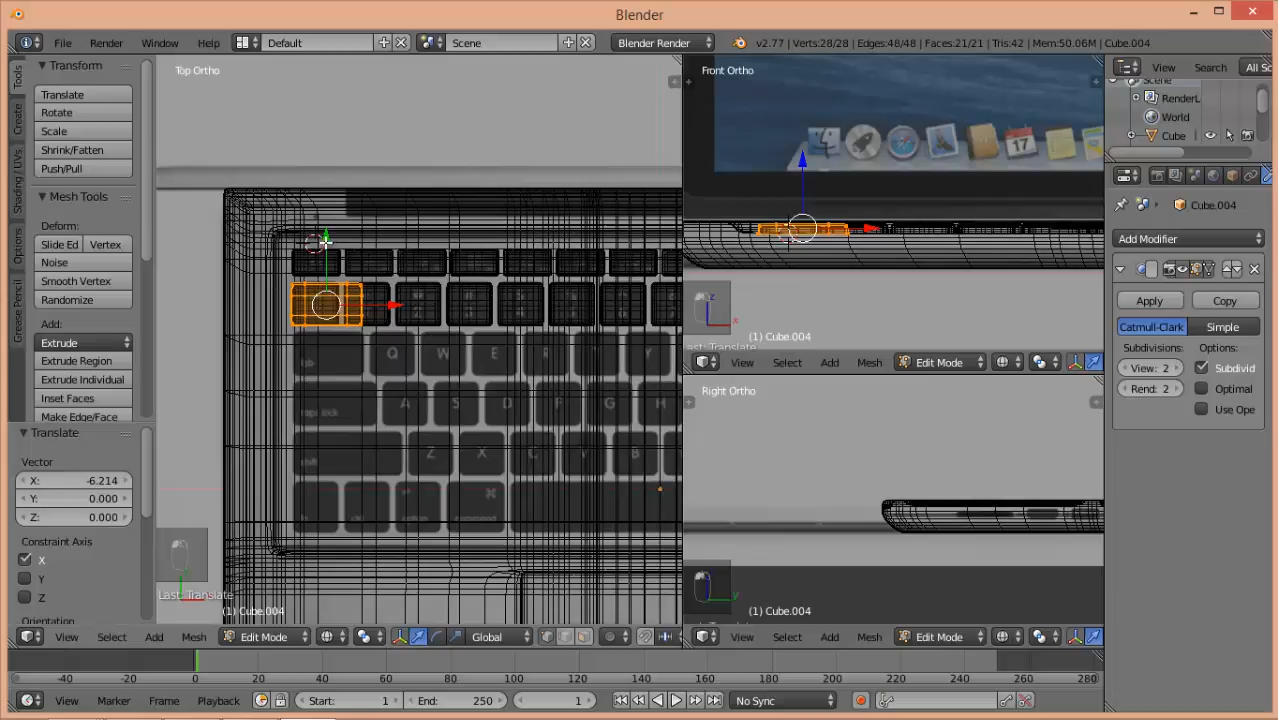 Blender
File Render Window Help Default Scene Blender Render v2.77 | Verts:28/28 | Edges:48/48 | Faces:21/21 | Tris:42 | Mem:50.06M | Cube.004
Tools
Create
Shading / UVs
Options
Grease Pencil
Transform
Translate
Rotate
Scale
Shrink/Fatten
Push/Pull
Mesh Tools
Deform:
Slide Ed Vertex
Noise
Smooth Vertex
Randomize
Add:
Extrude
Extrude Region
Extrude Individual
Inset Faces
Make Edge/Face
Translate
Vector
X: -6.214
Y: 0.000
Z: 0.000
Constraint Axis
X
Y
Z
Orientation
Top Ortho
Q W E R Y
A S D F G H
Z X C V B
command
Last: Translate
(1) Cube.004
View Select Add Mesh Edit Mode Global
Front Ortho
17
z
x
Last: Translate
(1) Cube.004
View Select Add Mesh Edit Mode
Right Ortho
y
(1) Cube.004
View Select Add Mesh Edit Mode
View Search All Sc
Scene
RenderL
World
Cube
Cube.004
Add Modifier
Apply Copy
Catmull-Clark Simple
Subdivisions: Options:
View: 2 Subdivid
Rend: 2 Optimal
Use Ope
-60 -40 -20 0 20 40 60 80 100 120 140 160 180 200 220 240 260 280
View Marker Frame Playback Start: 1 End: 250 1 No Sync